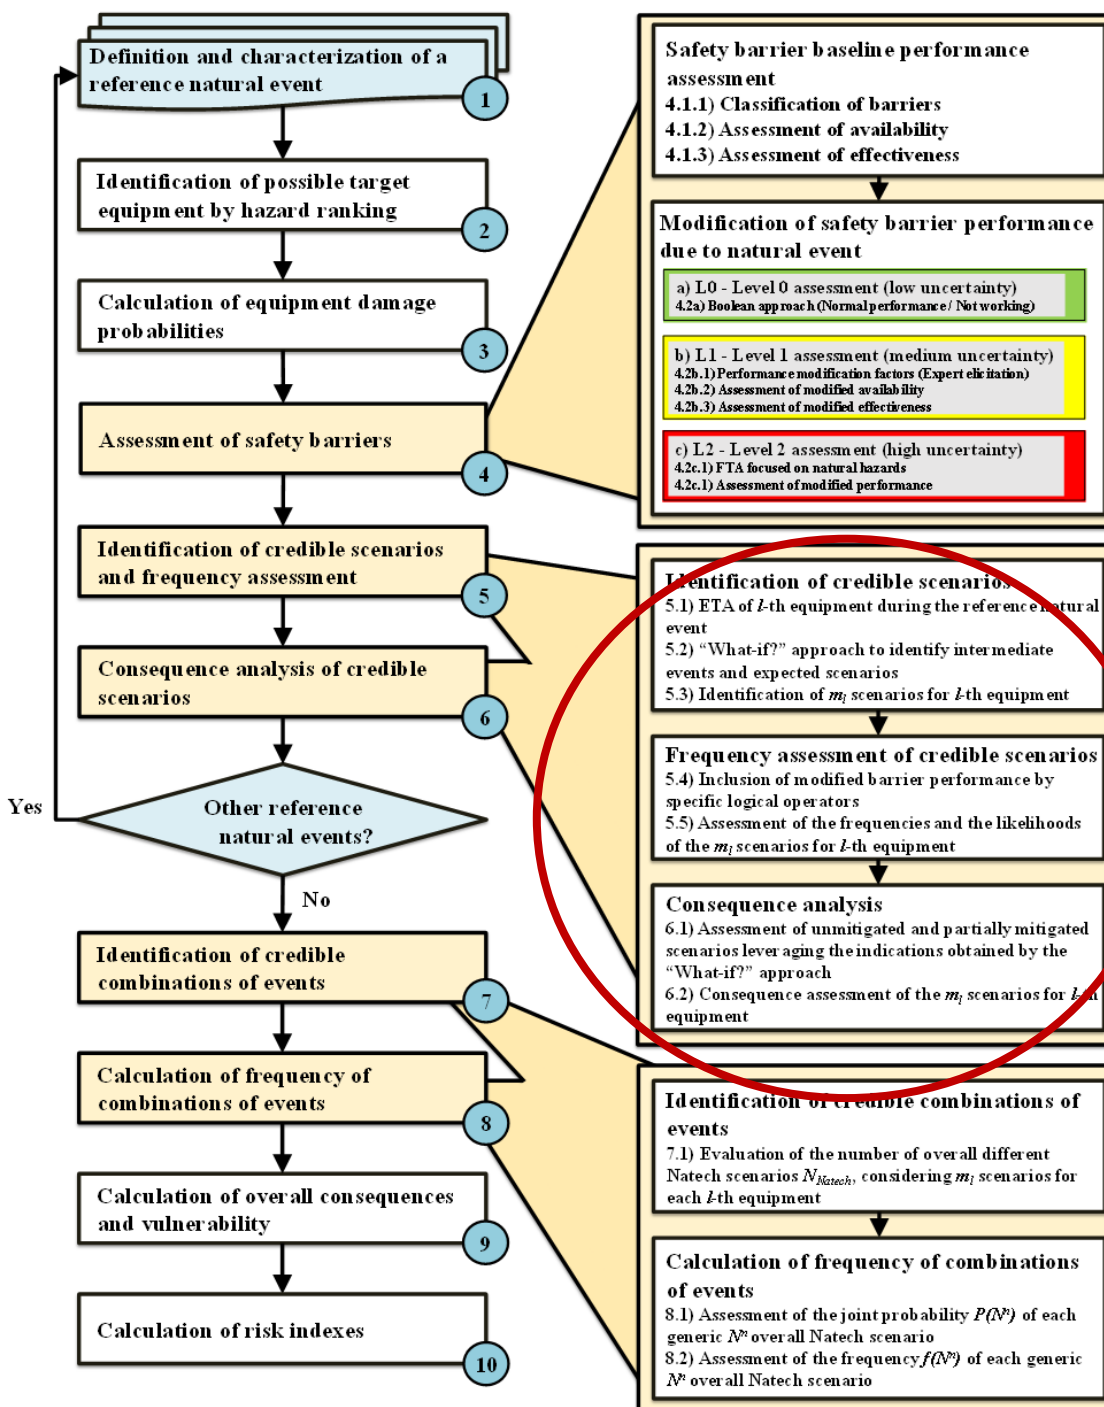 Definition and characterization of a
reference natural event
1
Identification of possible target
equipment by hazard ranking
2
Calculation of equipment damage
probabilities
3
Assessment of safety barriers
4
Identification of credible scenarios
and frequency assessment
5
Consequence analysis of credible
scenarios
6
Yes
Other reference
natural events?
No
Identification of credible
combinations of events
7
Calculation of frequency of
combinations of events
8
Calculation of overall consequences
and vulnerability
9
Calculation of risk indexes
10
Safety barrier baseline performance
assessment
4.1.1) Classification of barriers
4.1.2) Assessment of availability
4.1.3) Assessment of effectiveness
Modification of safety barrier performance
due to natural event
a) L0 - Level 0 assessment (low uncertainty)
4.2a) Boolean approach (Normal performance / Not working)
b) L1 - Level 1 assessment (medium uncertainty)
4.2b.1) Performance modification factors (Expert elicitation)
4.2b.2) Assessment of modified availability
4.2b.3) Assessment of modified effectiveness
c) L2 - Level 2 assessment (high uncertainty)
4.2c.1) FTA focused on natural hazards
4.2c.1) Assessment of modified performance
Identification of credible scenarios
5.1) ETA of l-th equipment during the reference natural
event
5.2) “What-if?” approach to identify intermediate
events and expected scenarios
5.3) Identification of ml scenarios for l-th equipment
Frequency assessment of credible scenarios
5.4) Inclusion of modified barrier performance by
specific logical operators
5.5) Assessment of the frequencies and the likelihoods
of the ml scenarios for l-th equipment
Consequence analysis
6.1) Assessment of unmitigated and partially mitigated
scenarios leveraging the indications obtained by the
“What-if?” approach
6.2) Consequence assessment of the ml scenarios for l-th
equipment
Identification of credible combinations of
events
7.1) Evaluation of the number of overall different
Natech scenarios NNatech, considering ml scenarios for
each l-th equipment
Calculation of frequency of combinations
of events
8.1) Assessment of the joint probability P(Nⁿ) of each
generic Nⁿ overall Natech scenario
8.2) Assessment of the frequency f(Nⁿ) of each generic
Nⁿ overall Natech scenario